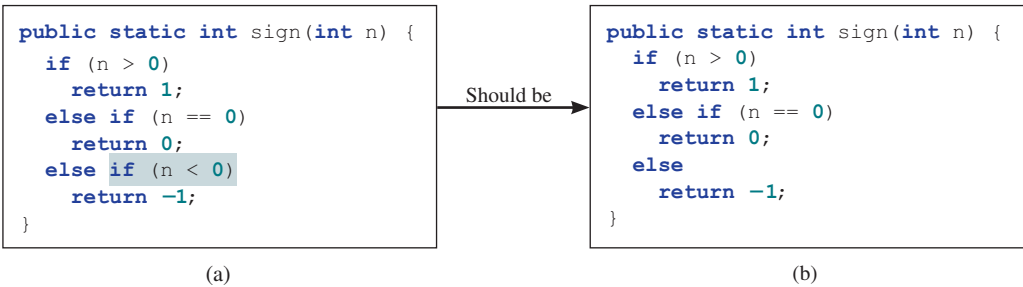 public static int sign(int n) {
  if (n > 0)
    return 1;
  else if (n == 0)
    return 0;
  else if (n < 0)
    return −1;
}
(a)
Should be
public static int sign(int n) {
  if (n > 0)
    return 1;
  else if (n == 0)
    return 0;
  else
    return −1;
}
(b)